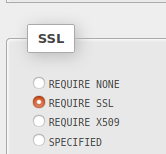 SSL
REQUIRE NONE
REQUIRE SSL
REQUIRE X509
SPECIFIED